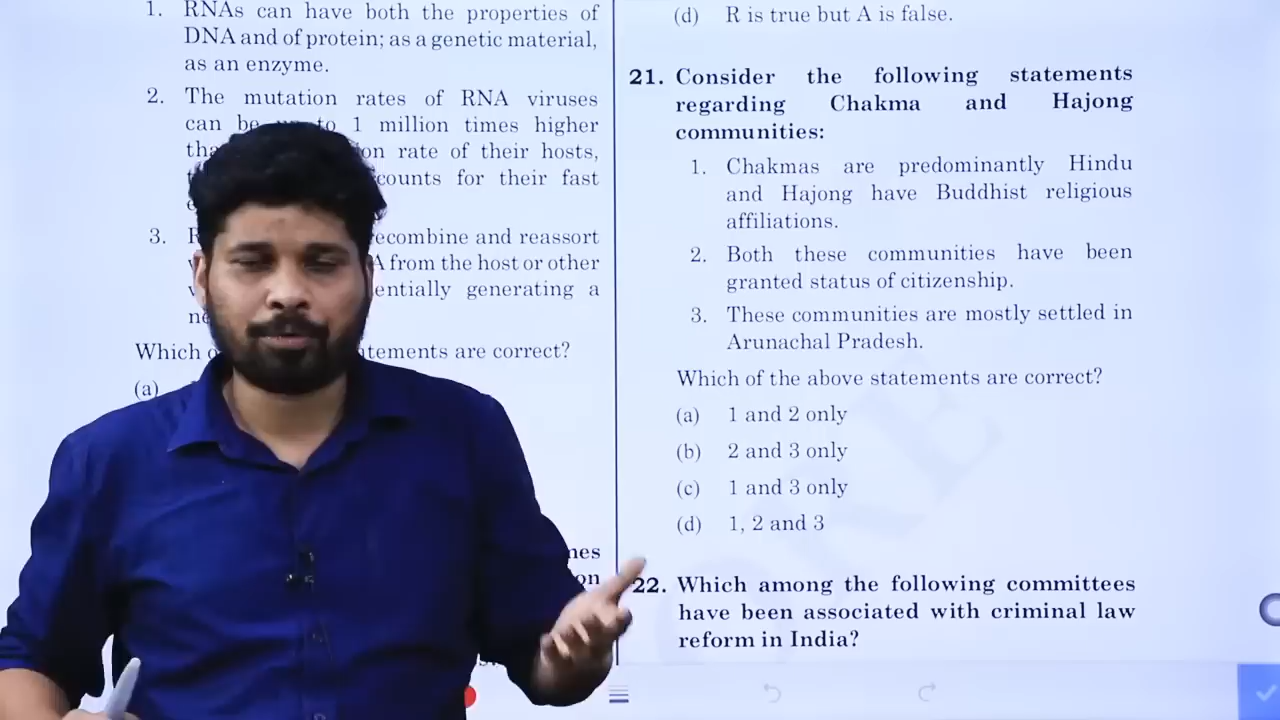 1. RNAs can have both the properties of
DNA and of protein; as a genetic material,
as an enzyme.
2. The mutation rates of RNA viruses
can be to 1 million times higher
rate of their hosts,
for their fast
3.
recombine and reassort
from the host or other
generating a
Which are correct?
(a)
(d) R is true but A is false.
21. Consider the following statements
regarding Chakma and Hajong
communities:
1. Chakmas are predominantly Hindu
and Hajong have Buddhist religious
affiliations.
2. Both these communities have been
granted status of citizenship.
3. These communities are mostly settled in
Arunachal Pradesh.
Which of the above statements are correct?
(a) 1 and 2 only
(b) 2 and 3 only
(c) 1 and 3 only
(d) 1, 2 and 3
22. Which among the following committees
have been associated with criminal law
reform in India?